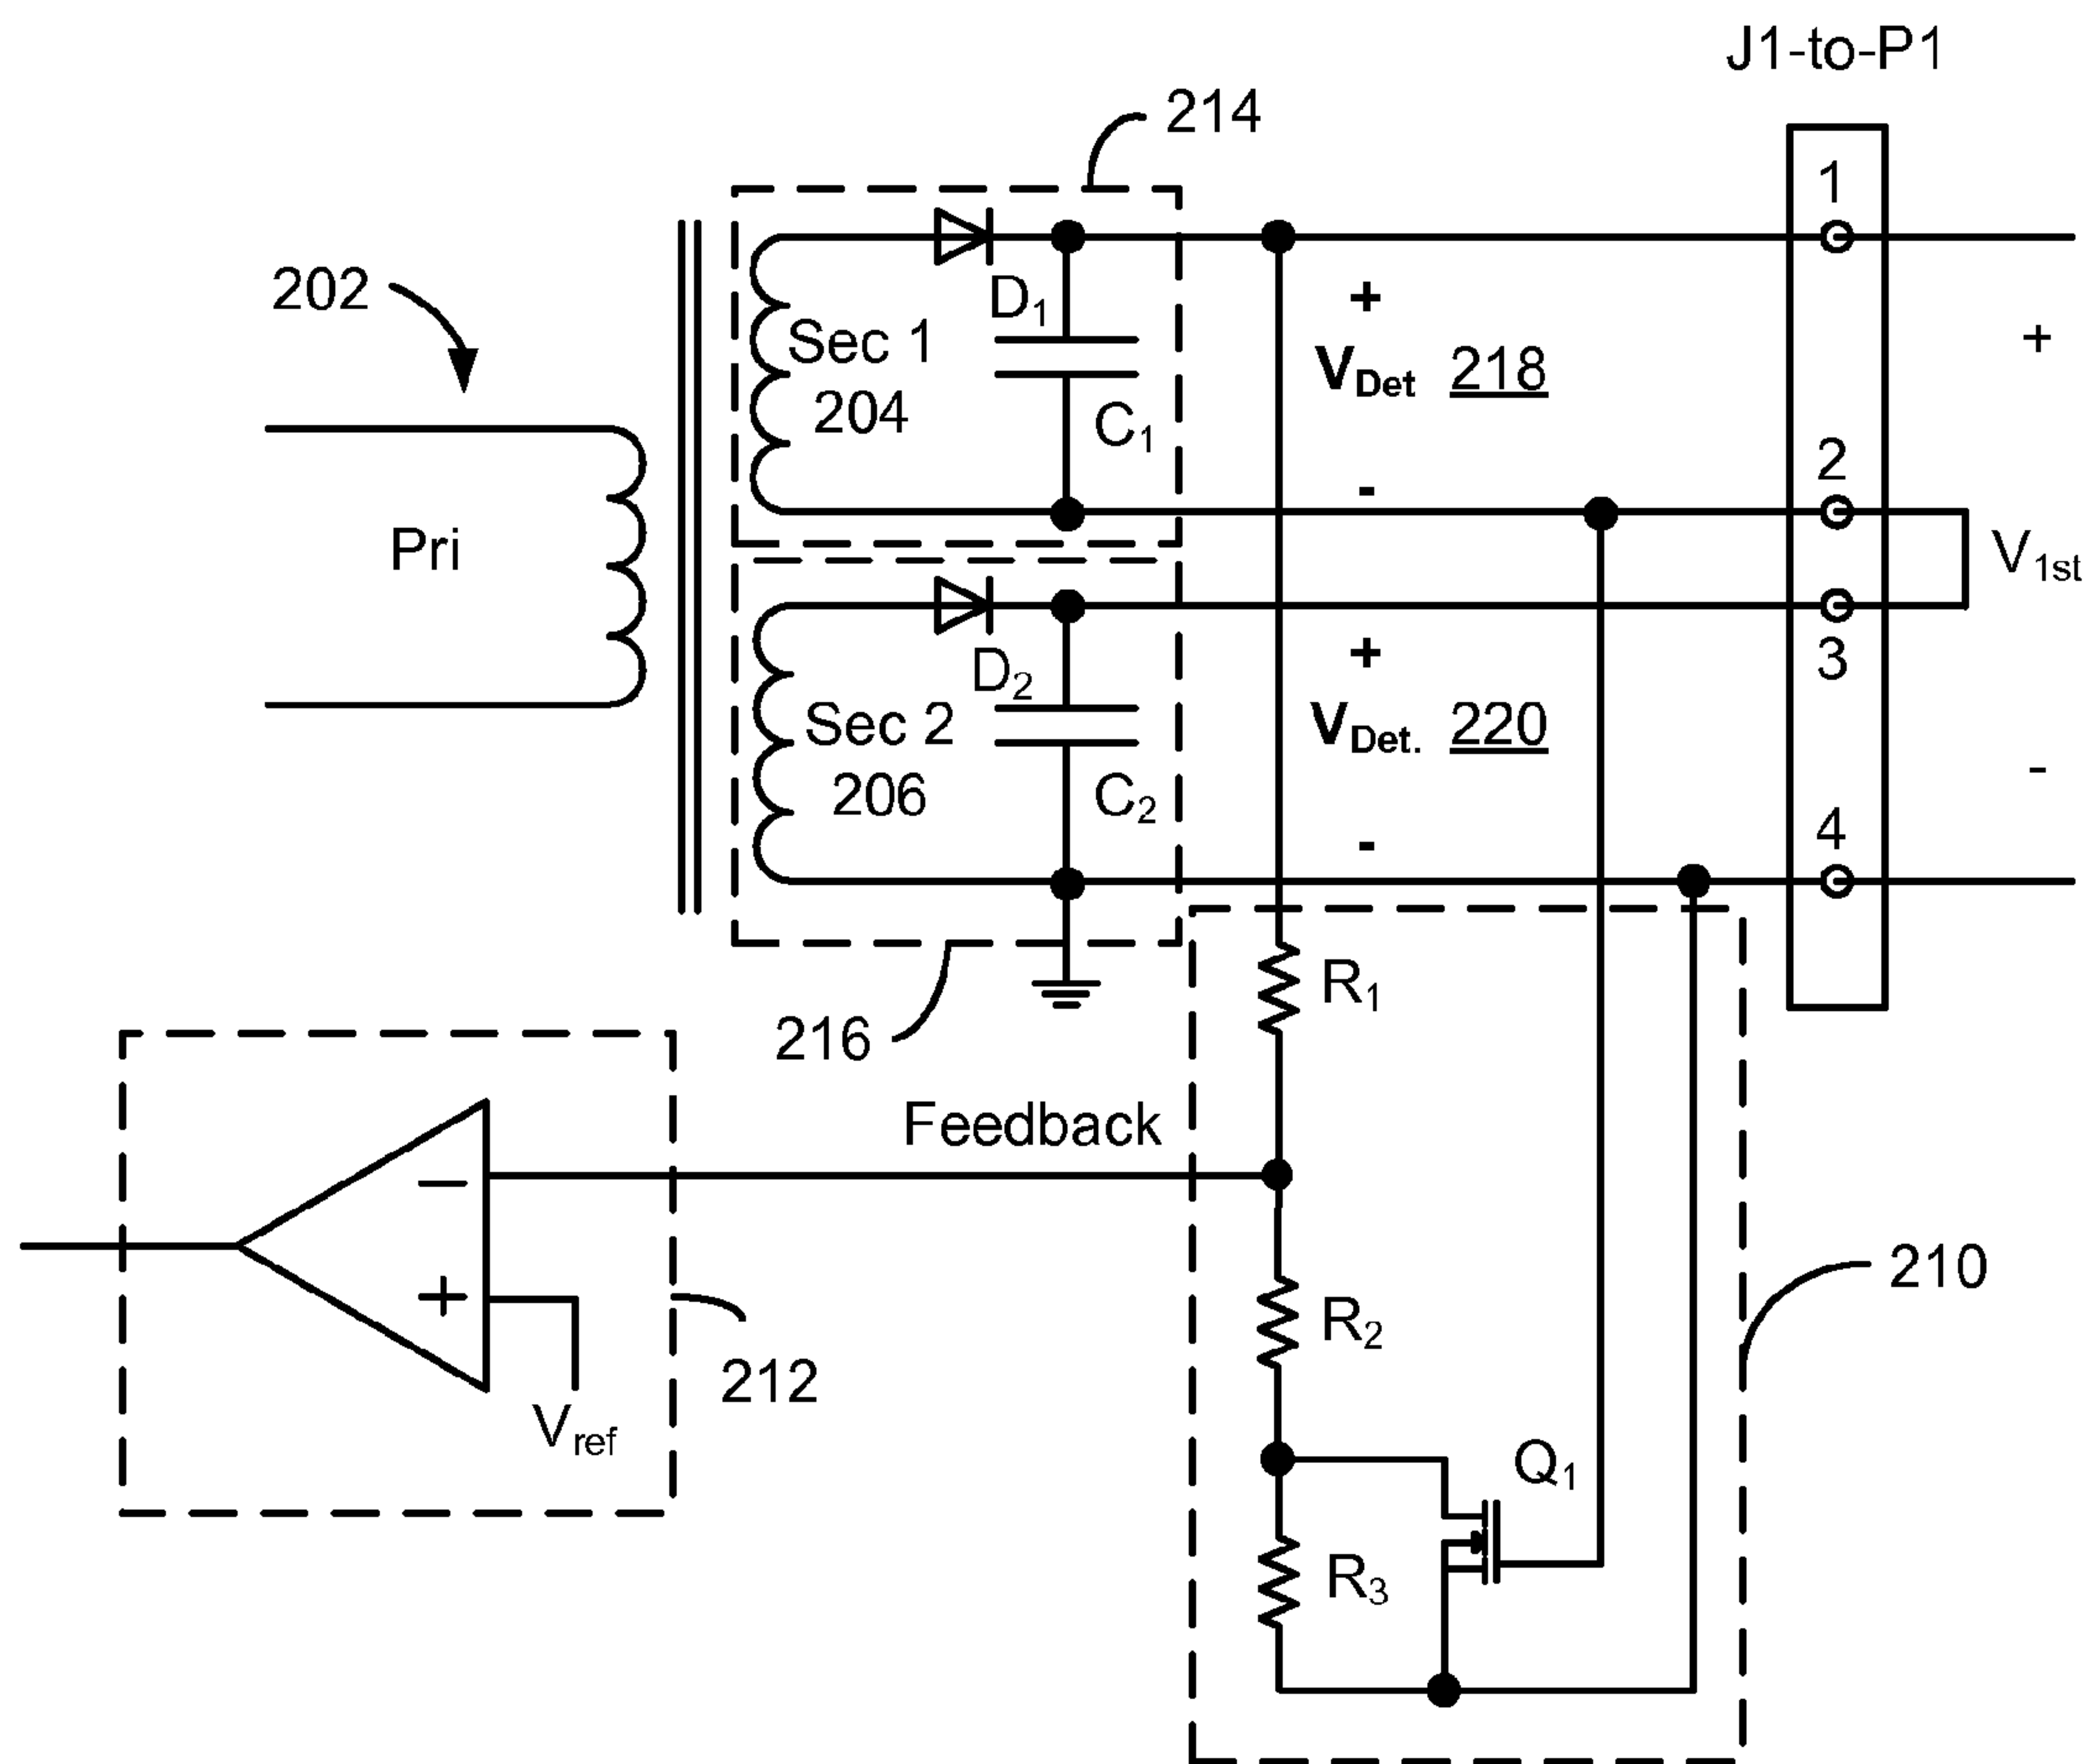 J1-to-P1
214
1
202
D1
+
Sec 1
204
VDet 218
+
C1
2
-
Pri
V1st
3
D2
+
Sec 2
206
VDet. 220
-
C2
4
-
R1
216
Feedback
−
210
+
R2
212
Vref
Q1
R3